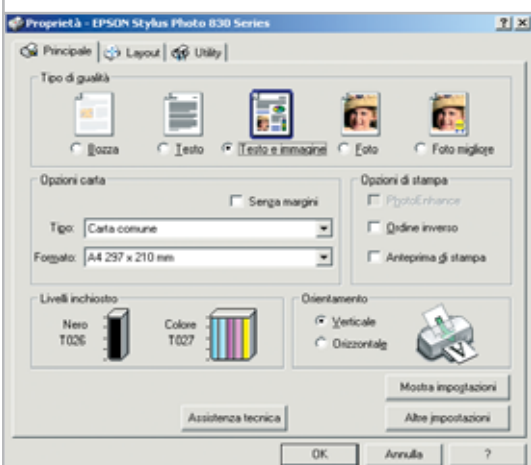 Proprietà - EPSON Stylus Photo 830 Series
Principale Layout Utility
Tipo di qualità
Bozza Testo Testo e immagine Foto Foto migliore
Opzioni carta
Senza margini
Tipo: Carta comune
Formato: A4 297 x 210 mm
Opzioni di stampa
PhotoEnhance
Ordine inverso
Anteprima di stampa
Livelli inchiostro
Nero
T026
Colore
T027
Orientamento
Verticale
Orizzontale
Mostra impostazioni
Assistenza tecnica Altre impostazioni
OK Annulla ?